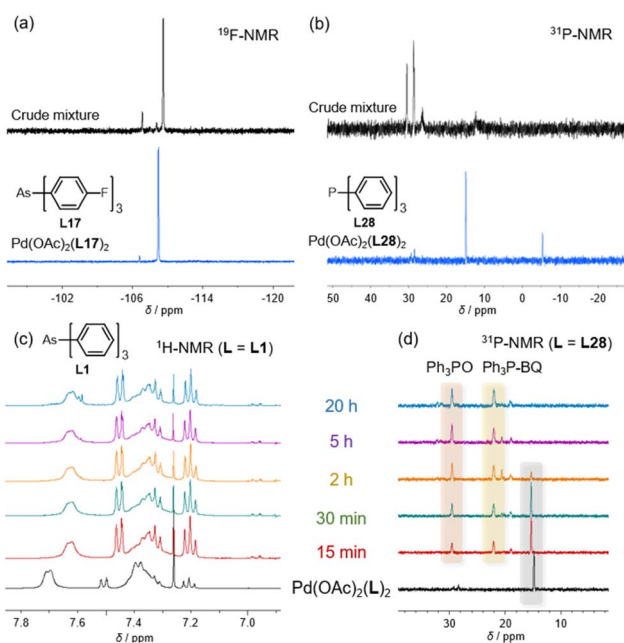 (a)
¹⁹F-NMR
Crude mixture
As
F
3
L17
Pd(OAc)₂(L17)₂
-102 -106 -114 -120
δ / ppm
(b)
³¹P-NMR
Crude mixture
P
3
L28
Pd(OAc)₂(L28)₂
50 40 30 20 10 0 -10 -20
δ / ppm
(c)
As
3
L1
¹H-NMR (L = L1)
7.8 7.6 7.4 7.2 7.0
δ / ppm
(d)
³¹P-NMR (L = L28)
Ph₃PO Ph₃P-BQ
20 h
5 h
2 h
30 min
15 min
Pd(OAc)₂(L)₂
30 20 10
δ / ppm